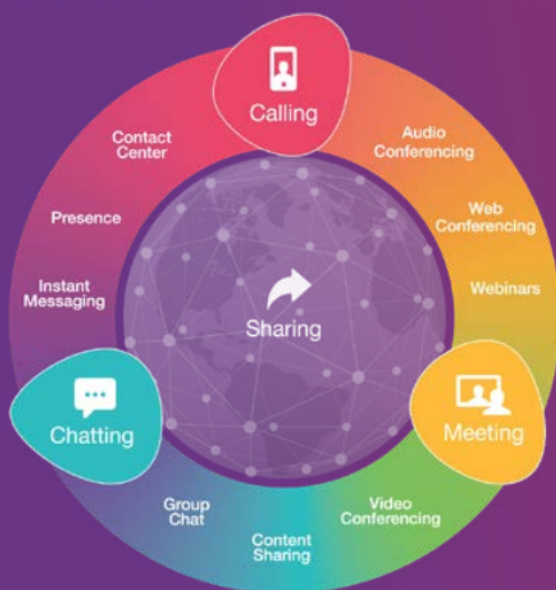 Calling
Audio
Conferencing
Web
Conferencing
Webinars
Meeting
Video
Conferencing
Content
Sharing
Group
Chat
Chatting
Instant
Messaging
Presence
Contact
Center
Sharing